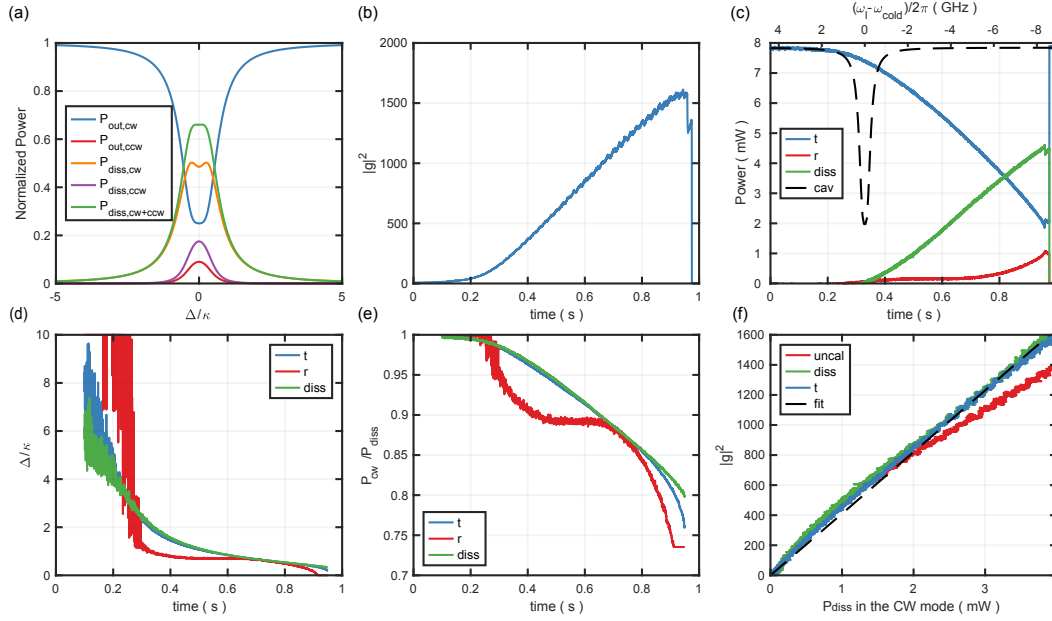 (a)
1
0.8
0.6
0.4
0.2
0
Normalized Power
P_out,cw
P_out,ccw
P_diss,cw
P_diss,ccw
P_diss,cw+ccw
-5
0
5
Δ/κ
(b)
2000
1500
1000
500
0
|g|²
0
0.2
0.4
0.6
0.8
1
time ( s )
(c)
(ω_l-ω_cold)/2π ( GHz )
4
2
0
-2
-4
-6
-8
8
7
6
5
4
3
2
1
0
Power ( mW )
t
r
diss
cav
0
0.2
0.4
0.6
0.8
time ( s )
(d)
10
8
6
4
2
0
Δ/κ
t
r
diss
0
0.2
0.4
0.6
0.8
1
time ( s )
(e)
1
0.95
0.9
0.85
0.8
0.75
0.7
P_cw /P_diss
t
r
diss
0
0.2
0.4
0.6
0.8
1
time ( s )
(f)
1600
1400
1200
1000
800
600
400
200
0
|g|²
uncal
diss
t
fit
0
1
2
3
Pdiss in the CW mode ( mW )